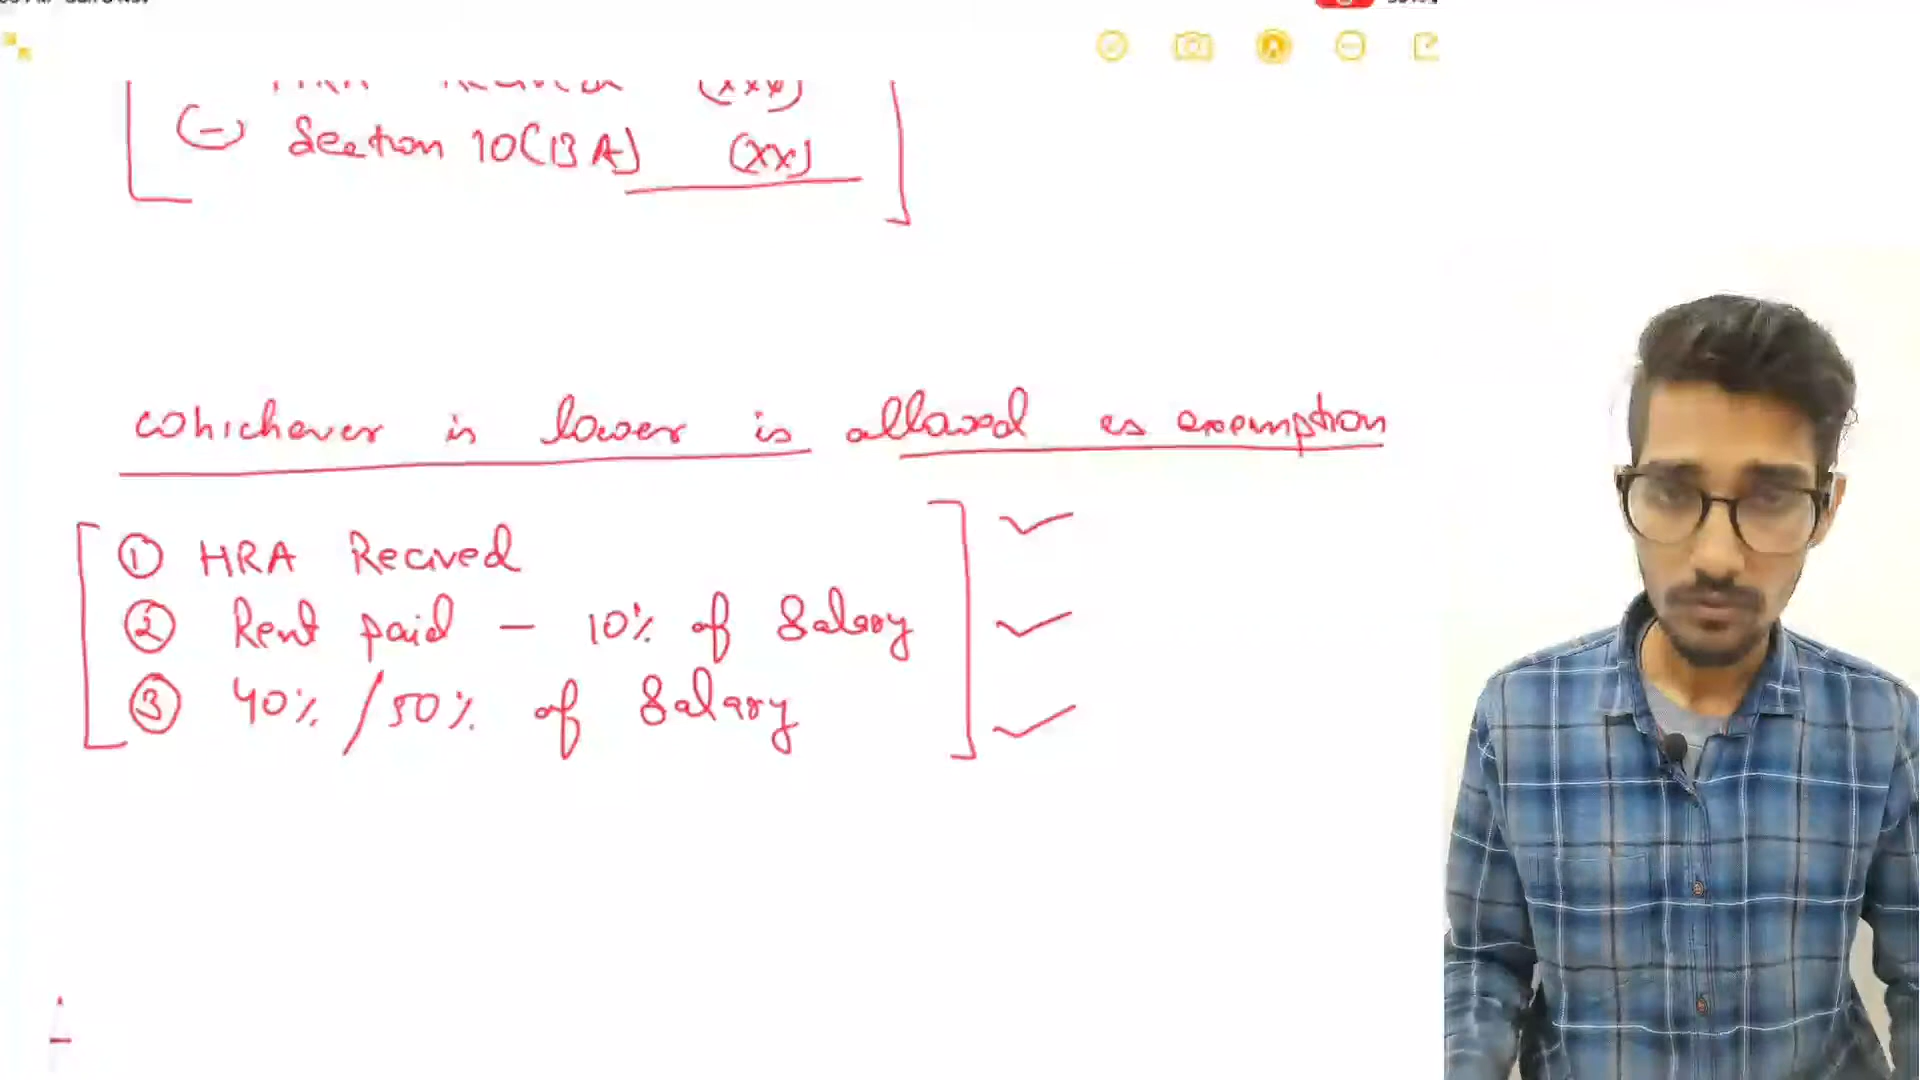 (-) Section 10(13A) (xx)
whichever is lower is allowed as exemption
① HRA Recived
② Rent paid - 10% of Salary
③ 40% / 50% of Salary